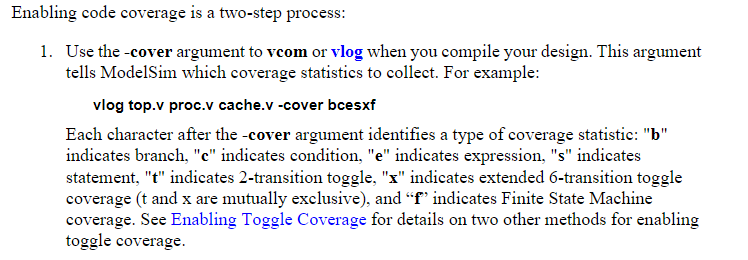 Enabling code coverage is a two-step process:
1. Use the -cover argument to vcom or vlog when you compile your design. This argument
tells ModelSim which coverage statistics to collect. For example:
vlog top.v proc.v cache.v -cover bcesxf
Each character after the -cover argument identifies a type of coverage statistic: "b"
indicates branch, "c" indicates condition, "e" indicates expression, "s" indicates
statement, "t" indicates 2-transition toggle, "x" indicates extended 6-transition toggle
coverage (t and x are mutually exclusive), and “f” indicates Finite State Machine
coverage. See Enabling Toggle Coverage for details on two other methods for enabling
toggle coverage.